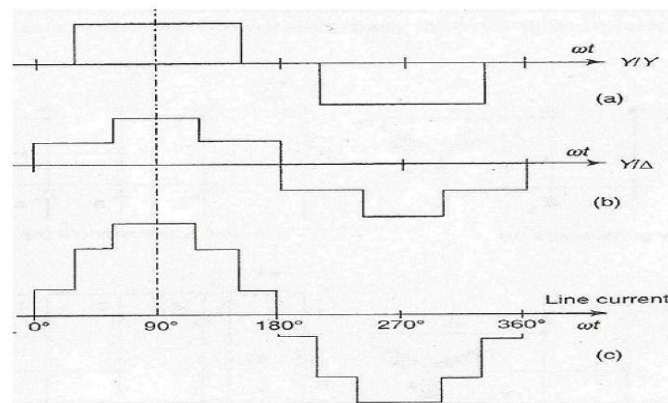 ωt Y/Y
(a)
ωt Y/Δ
(b)
Line current
0° 90° 180° 270° 360° ωt
(c)